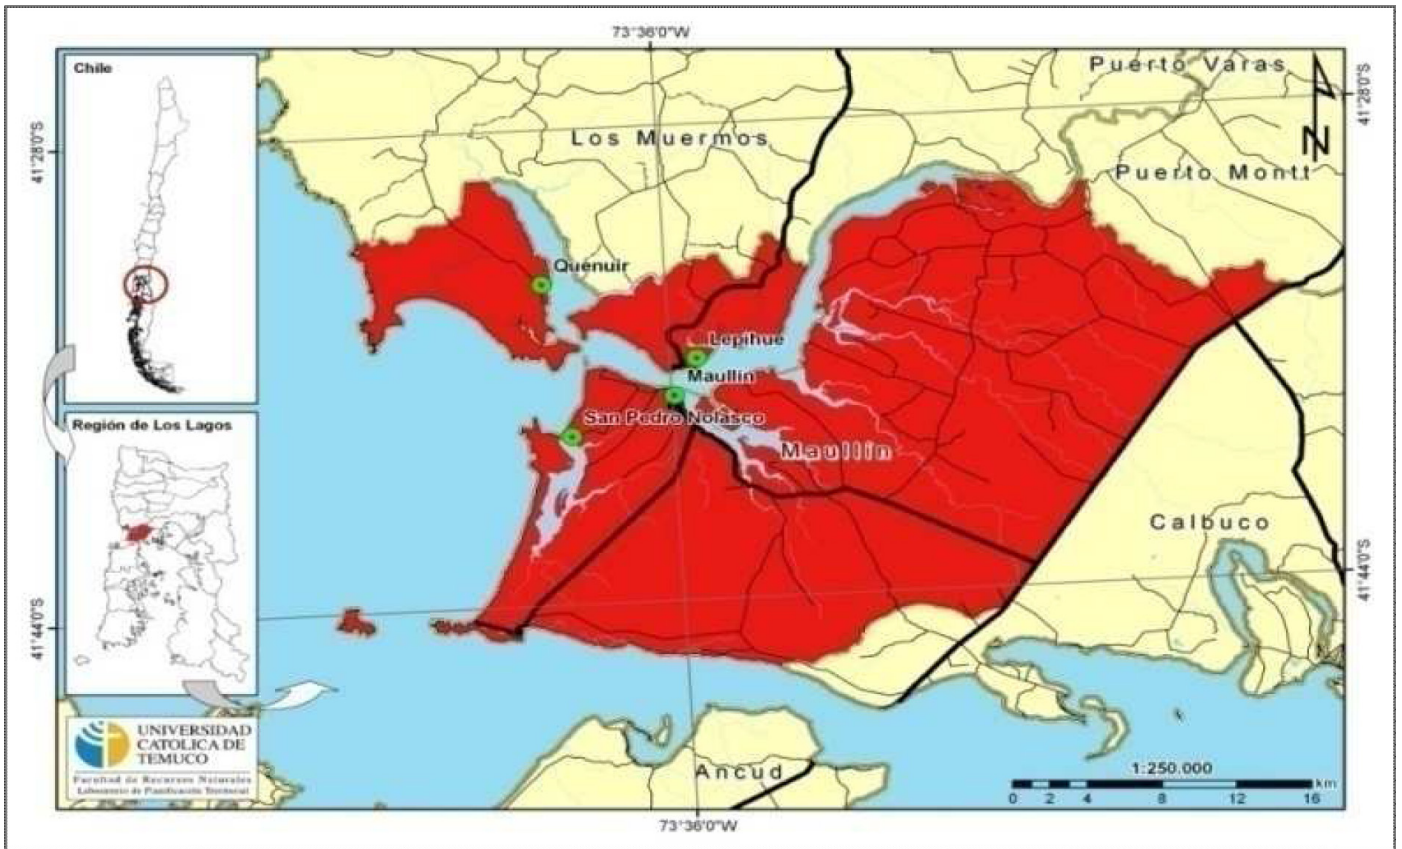 73°36'0"W
Chile
Puerto Varas
41°28'0"S
41°28'0"S
Los Muermos
N
Puerto Montt
Quenuir
Lepihue
Maullín
San Pedro Nolasco
Región de Los Lagos
Maullín
Calbuco
41°44'0"S
41°44'0"S
UNIVERSIDAD
CATOLICA DE
TEMUCO
Facultad de Recursos Naturales
Laboratorio de Planificación Territorial
Ancud
1:250.000
km
0 2 4 8 12 16
73°36'0"W